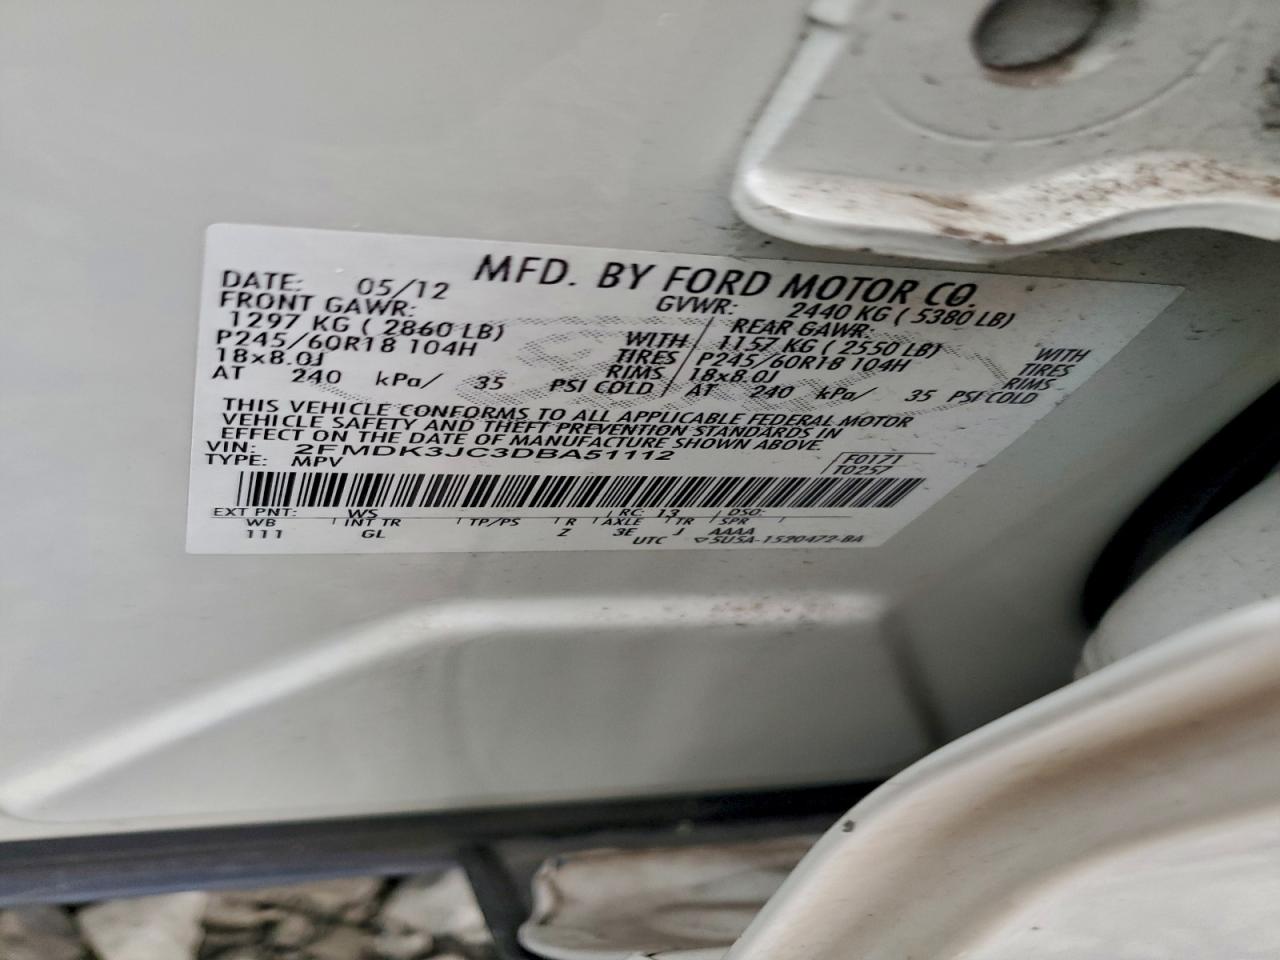 MFD. BY FORD MOTOR CO.
DATE: 05/12 GVWR: 2440 KG ( 5380 LB)
FRONT GAWR: REAR GAWR:
1297 KG ( 2860 LB) WITH 1157 KG ( 2550 LB) WITH
P245/60R18 104H TIRES P245/60R18 104H TIRES
18x8.0J RIMS 18x8.0J RIMS
AT 240 kPa/ 35 PSI COLD AT 240 kPa/ 35 PSI COLD
THIS VEHICLE CONFORMS TO ALL APPLICABLE FEDERAL MOTOR
VEHICLE SAFETY AND THEFT PREVENTION STANDARDS IN
EFFECT ON THE DATE OF MANUFACTURE SHOWN ABOVE.
VIN: 2FMDK3JC3DBA51112 F0171
TYPE: MPV T0257
EXT PNT: WS RC: 13 DSO:
WB INT TR TP/PS R AXLE TR SPR
111 GL Z 3E J AAAA
UTC ▽5U5A-1520472-BA